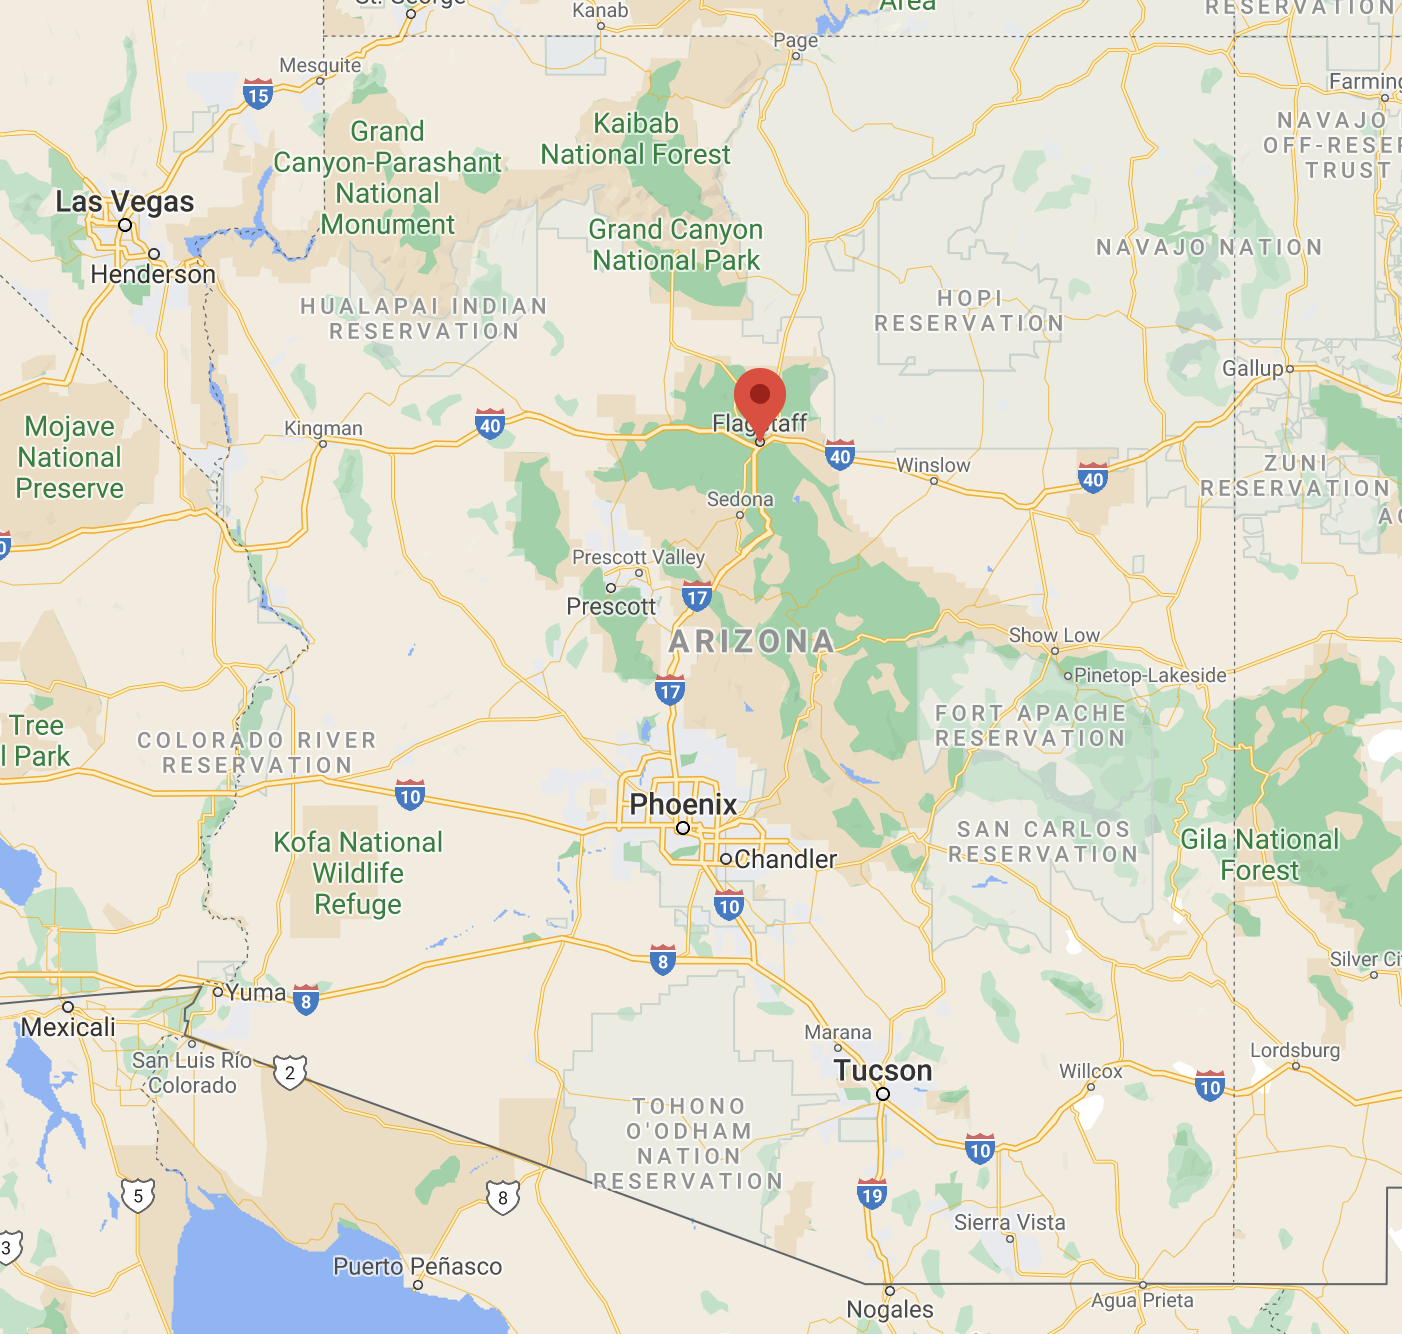 St. George
Kanab
Area
RESERVATION
Page
Mesquite
15
Farming
Grand
Canyon-Parashant
National
Monument
Kaibab
National Forest
NAVAJO
OFF-RESER
TRUST
Las Vegas
Henderson
Grand Canyon
National Park
NAVAJO NATION
HUALAPAI INDIAN
RESERVATION
HOPI
RESERVATION
Gallup
Mojave
National
Preserve
Kingman
40
Flagstaff
40
Winslow
40
ZUNI
RESERVATION
Sedona
Prescott Valley
Prescott
17
ARIZONA
Show Low
Pinetop-Lakeside
17
Tree
l Park
COLORADO RIVER
RESERVATION
FORT APACHE
RESERVATION
10
Phoenix
Chandler
Kofa National
Wildlife
Refuge
SAN CARLOS
RESERVATION
Gila National
Forest
10
8
Silver Ci
Yuma
8
Mexicali
San Luis Río
Colorado
2
Marana
Tucson
Willcox
Lordsburg
10
TOHONO
O'ODHAM
NATION
RESERVATION
10
5
8
19
3
Sierra Vista
Puerto Peñasco
Nogales
Agua Prieta